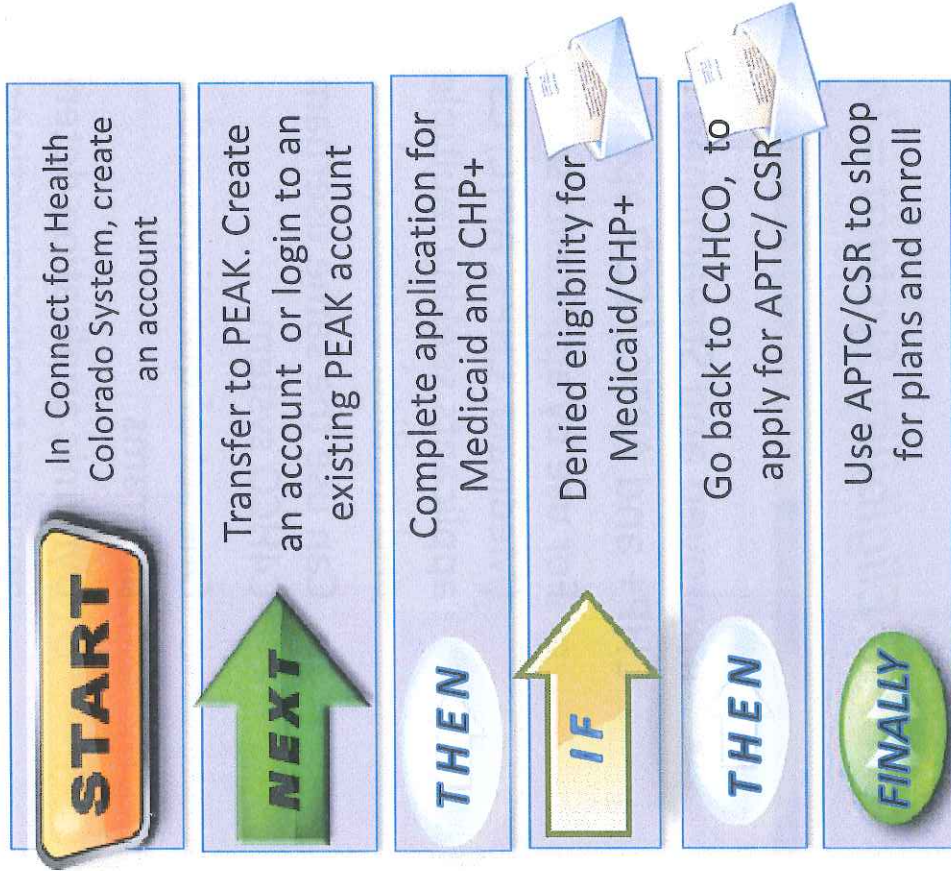 START
In Connect for Health
Colorado System, create
an account
NEXT
Transfer to PEAK. Create
an account or login to an
existing PEAK account
THEN
Complete application for
Medicaid and CHP+
IF
Denied eligibility for
Medicaid/CHP+
THEN
Go back to C4HCO, to
apply for APTC/ CSR
FINALLY
Use APTC/CSR to shop
for plans and enroll